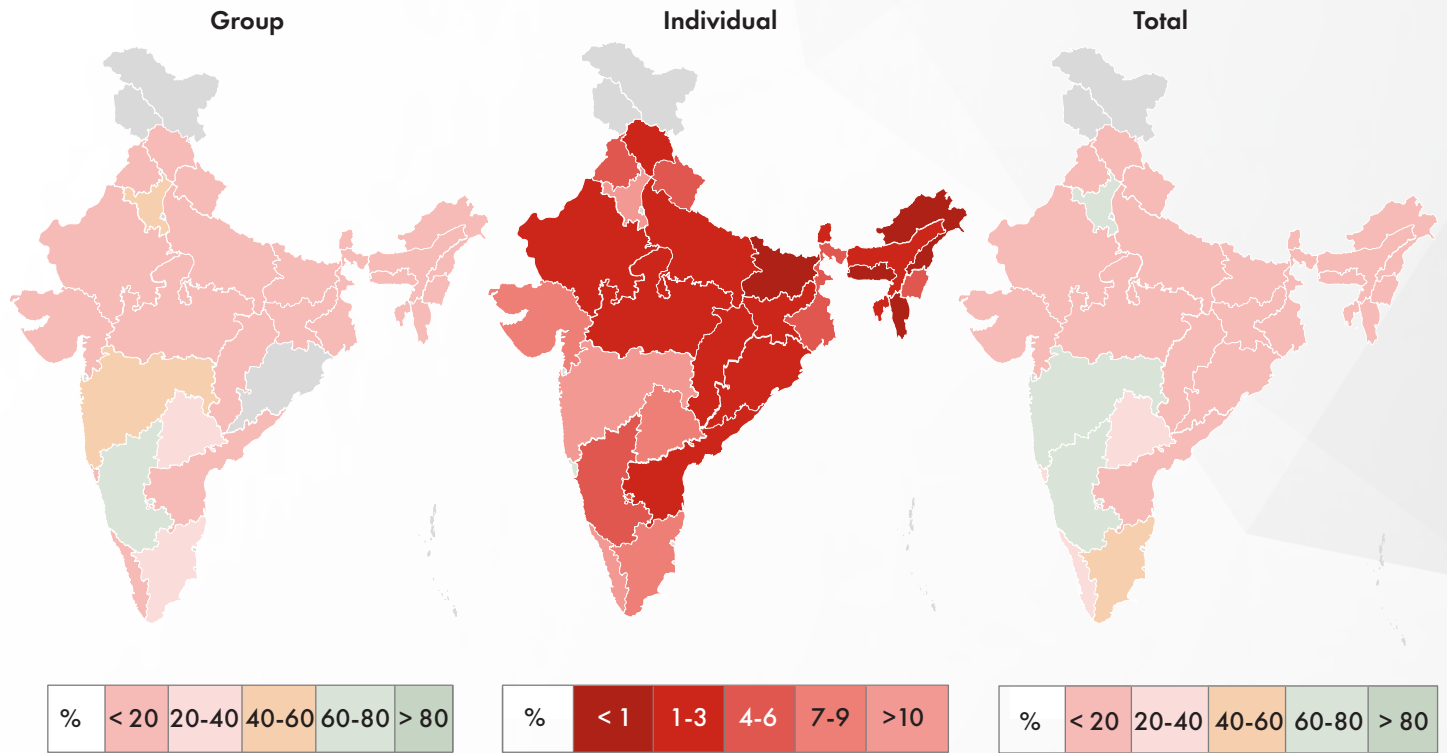 Group
Individual
Total
% < 20 20-40 40-60 60-80 > 80
% < 1 1-3 4-6 7-9 >10
% < 20 20-40 40-60 60-80 > 80